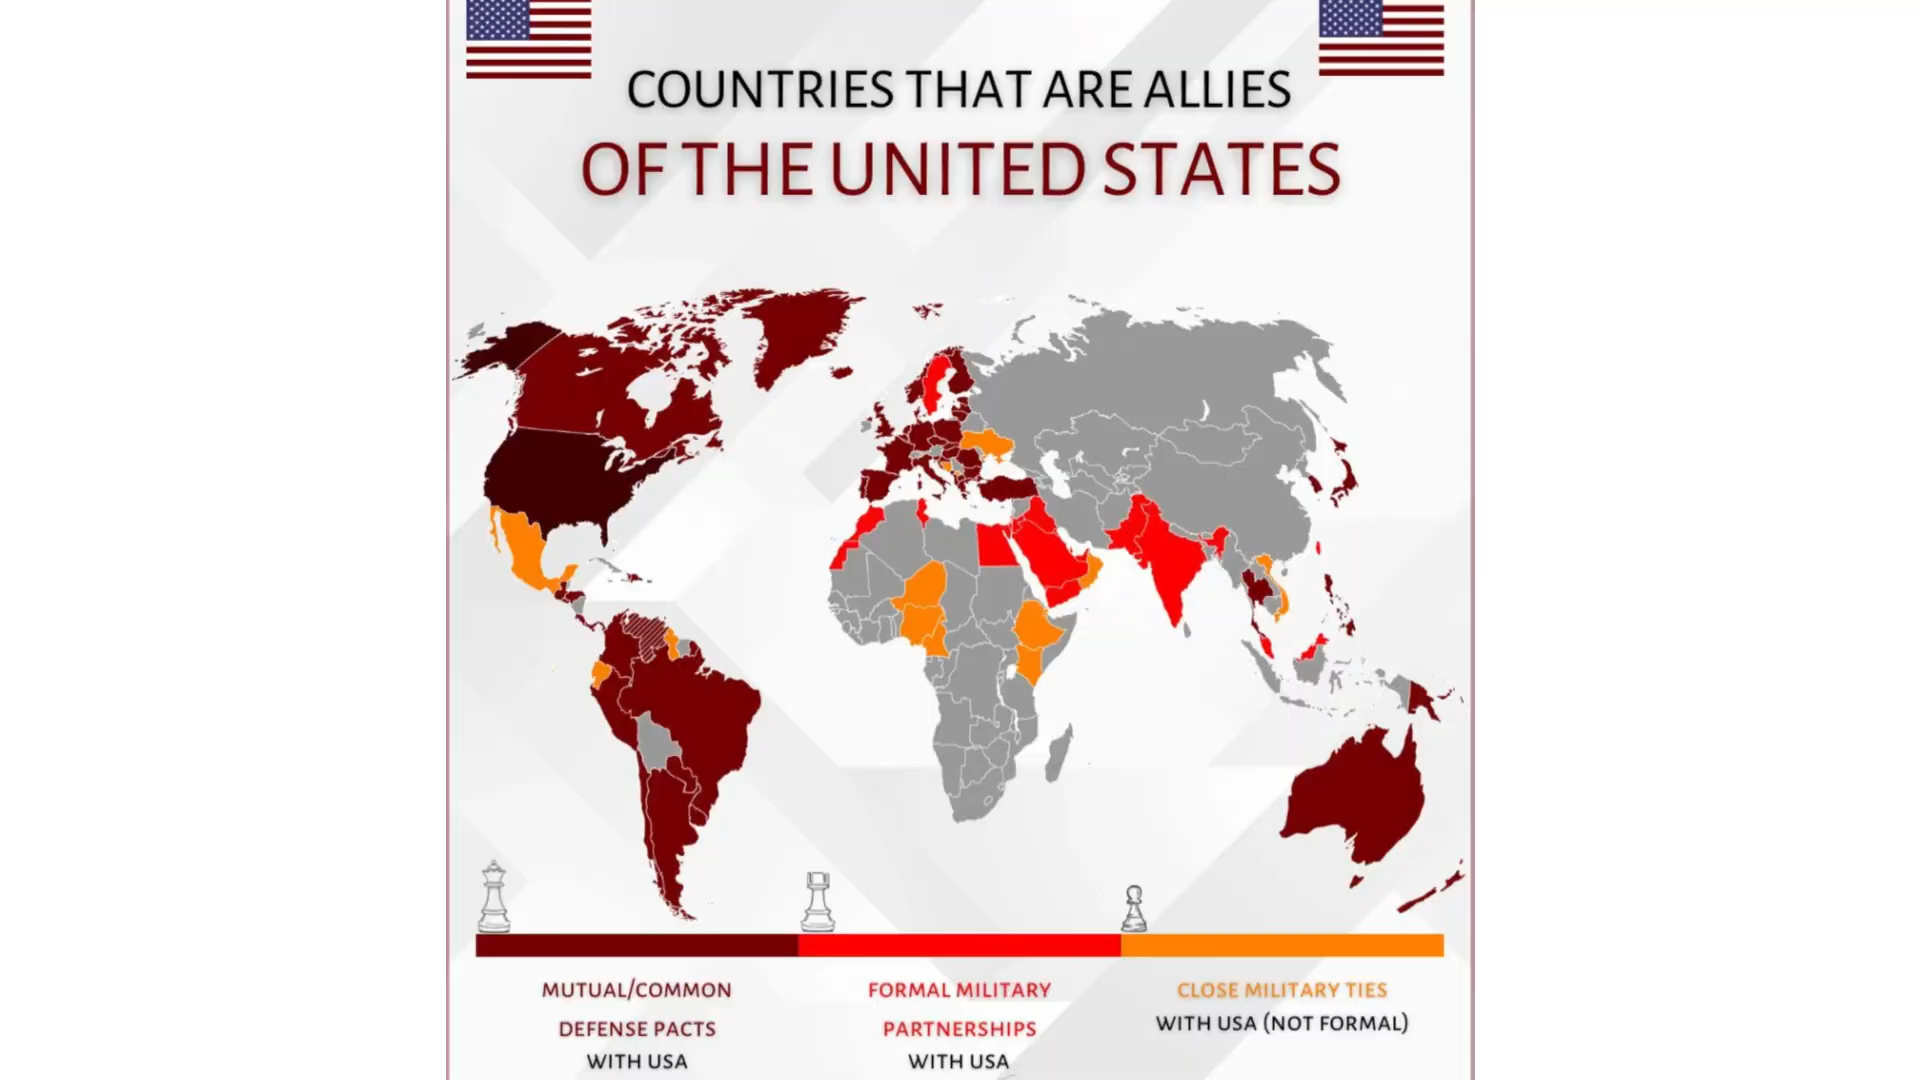 COUNTRIES THAT ARE ALLIES
OF THE UNITED STATES
MUTUAL/COMMON
DEFENSE PACTS
WITH USA
FORMAL MILITARY
PARTNERSHIPS
WITH USA
CLOSE MILITARY TIES
WITH USA (NOT FORMAL)